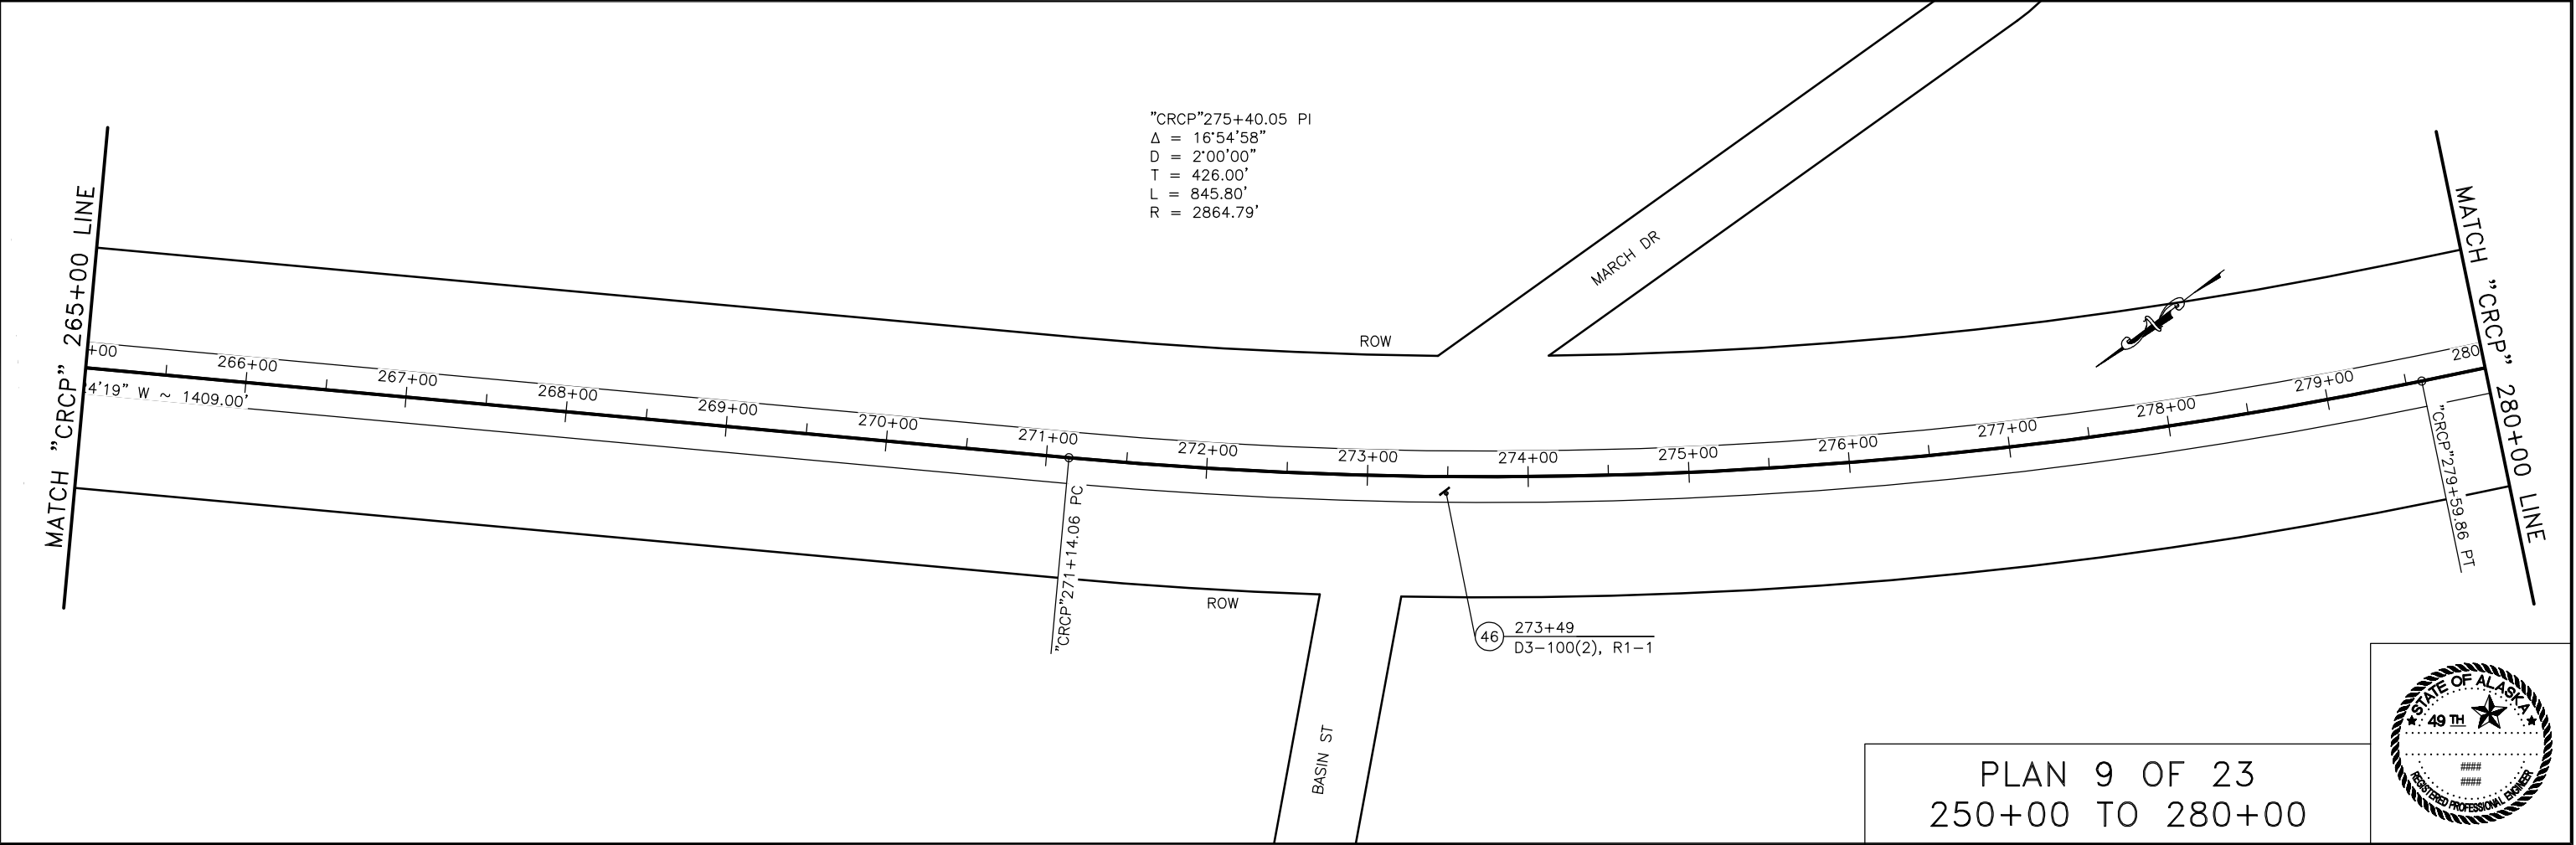 "CRCP"275+40.05 PI
Δ = 16°54'58"
D = 2°00'00"
T = 426.00'
L = 845.80'
R = 2864.79'
MARCH DR
MATCH "CRCP" 265+00 LINE
MATCH "CRCP" 280+00 LINE
ROW
+00
266+00
267+00
268+00
269+00
270+00
271+00
272+00
273+00
274+00
275+00
276+00
277+00
278+00
279+00
280
4'19" W ~ 1409.00'
"CRCP"271+14.06 PC
"CRCP"279+59.86 PT
ROW
46
273+49
D3-100(2), R1-1
BASIN ST
PLAN 9 OF 23
250+00 TO 280+00
STATE OF ALASKA
49 TH
####
####
REGISTERED PROFESSIONAL ENGINEER